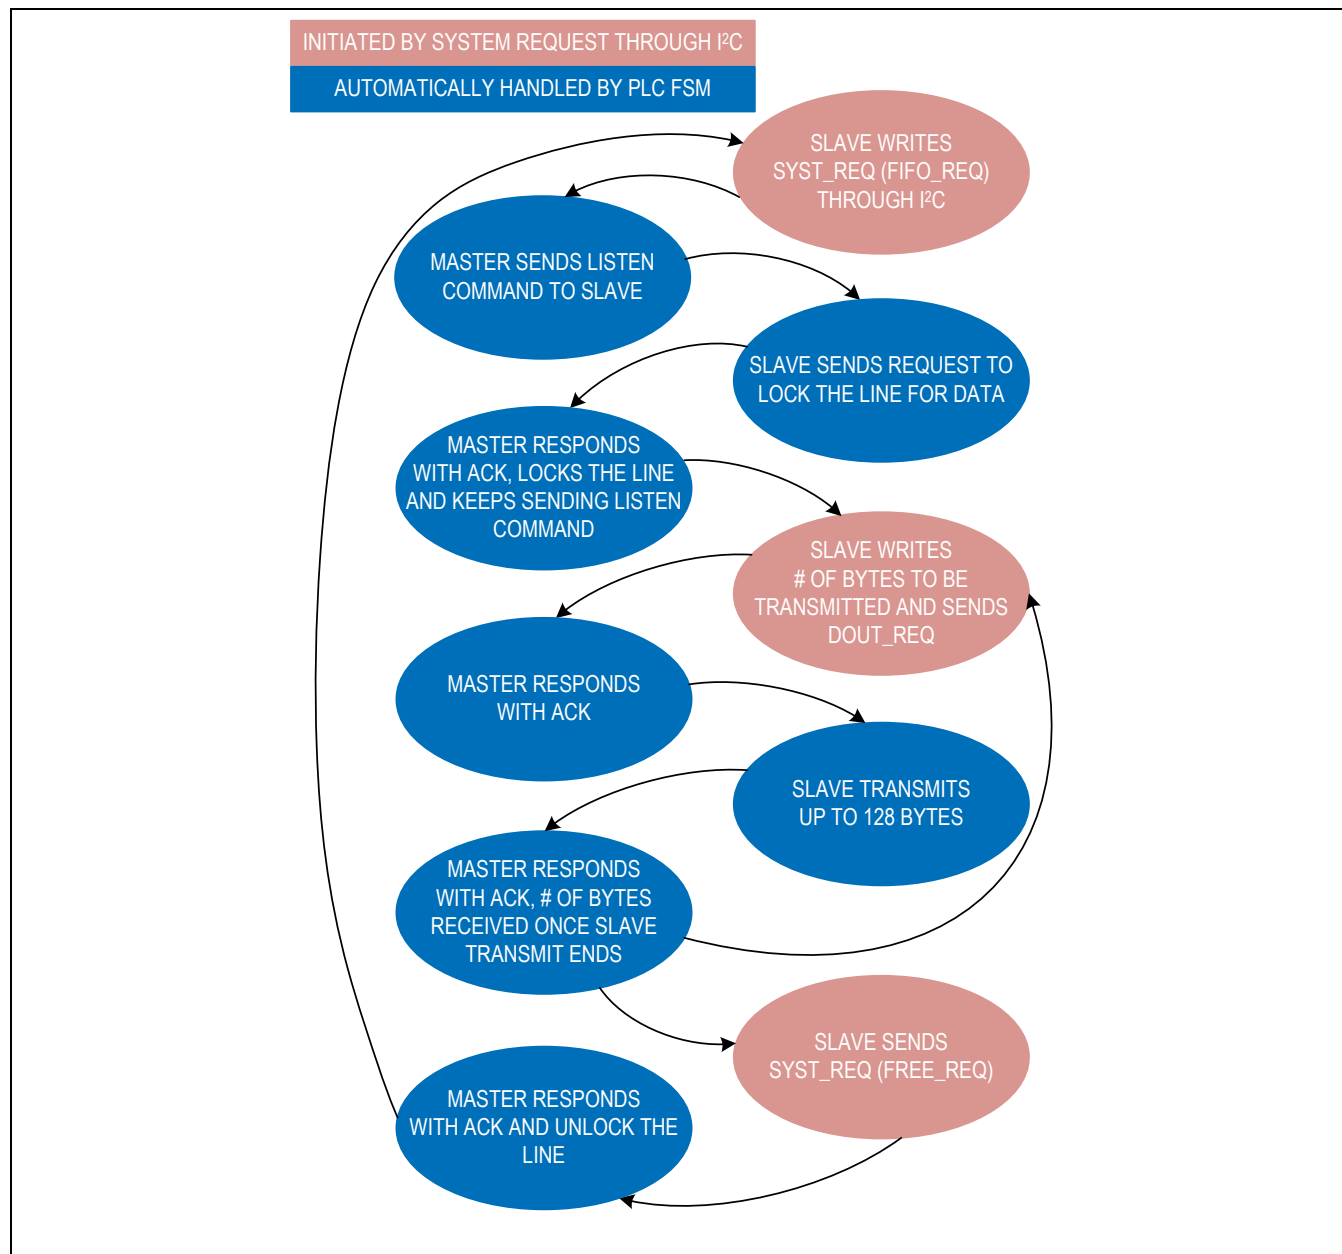 INITIATED BY SYSTEM REQUEST THROUGH I²C
AUTOMATICALLY HANDLED BY PLC FSM
SLAVE WRITES
SYST_REQ (FIFO_REQ)
THROUGH I²C
MASTER SENDS LISTEN
COMMAND TO SLAVE
SLAVE SENDS REQUEST TO
LOCK THE LINE FOR DATA
MASTER RESPONDS
WITH ACK, LOCKS THE LINE
AND KEEPS SENDING LISTEN
COMMAND
SLAVE WRITES
# OF BYTES TO BE
TRANSMITTED AND SENDS
DOUT_REQ
MASTER RESPONDS
WITH ACK
SLAVE TRANSMITS
UP TO 128 BYTES
MASTER RESPONDS
WITH ACK, # OF BYTES
RECEIVED ONCE SLAVE
TRANSMIT ENDS
SLAVE SENDS
SYST_REQ (FREE_REQ)
MASTER RESPONDS
WITH ACK AND UNLOCK THE
LINE